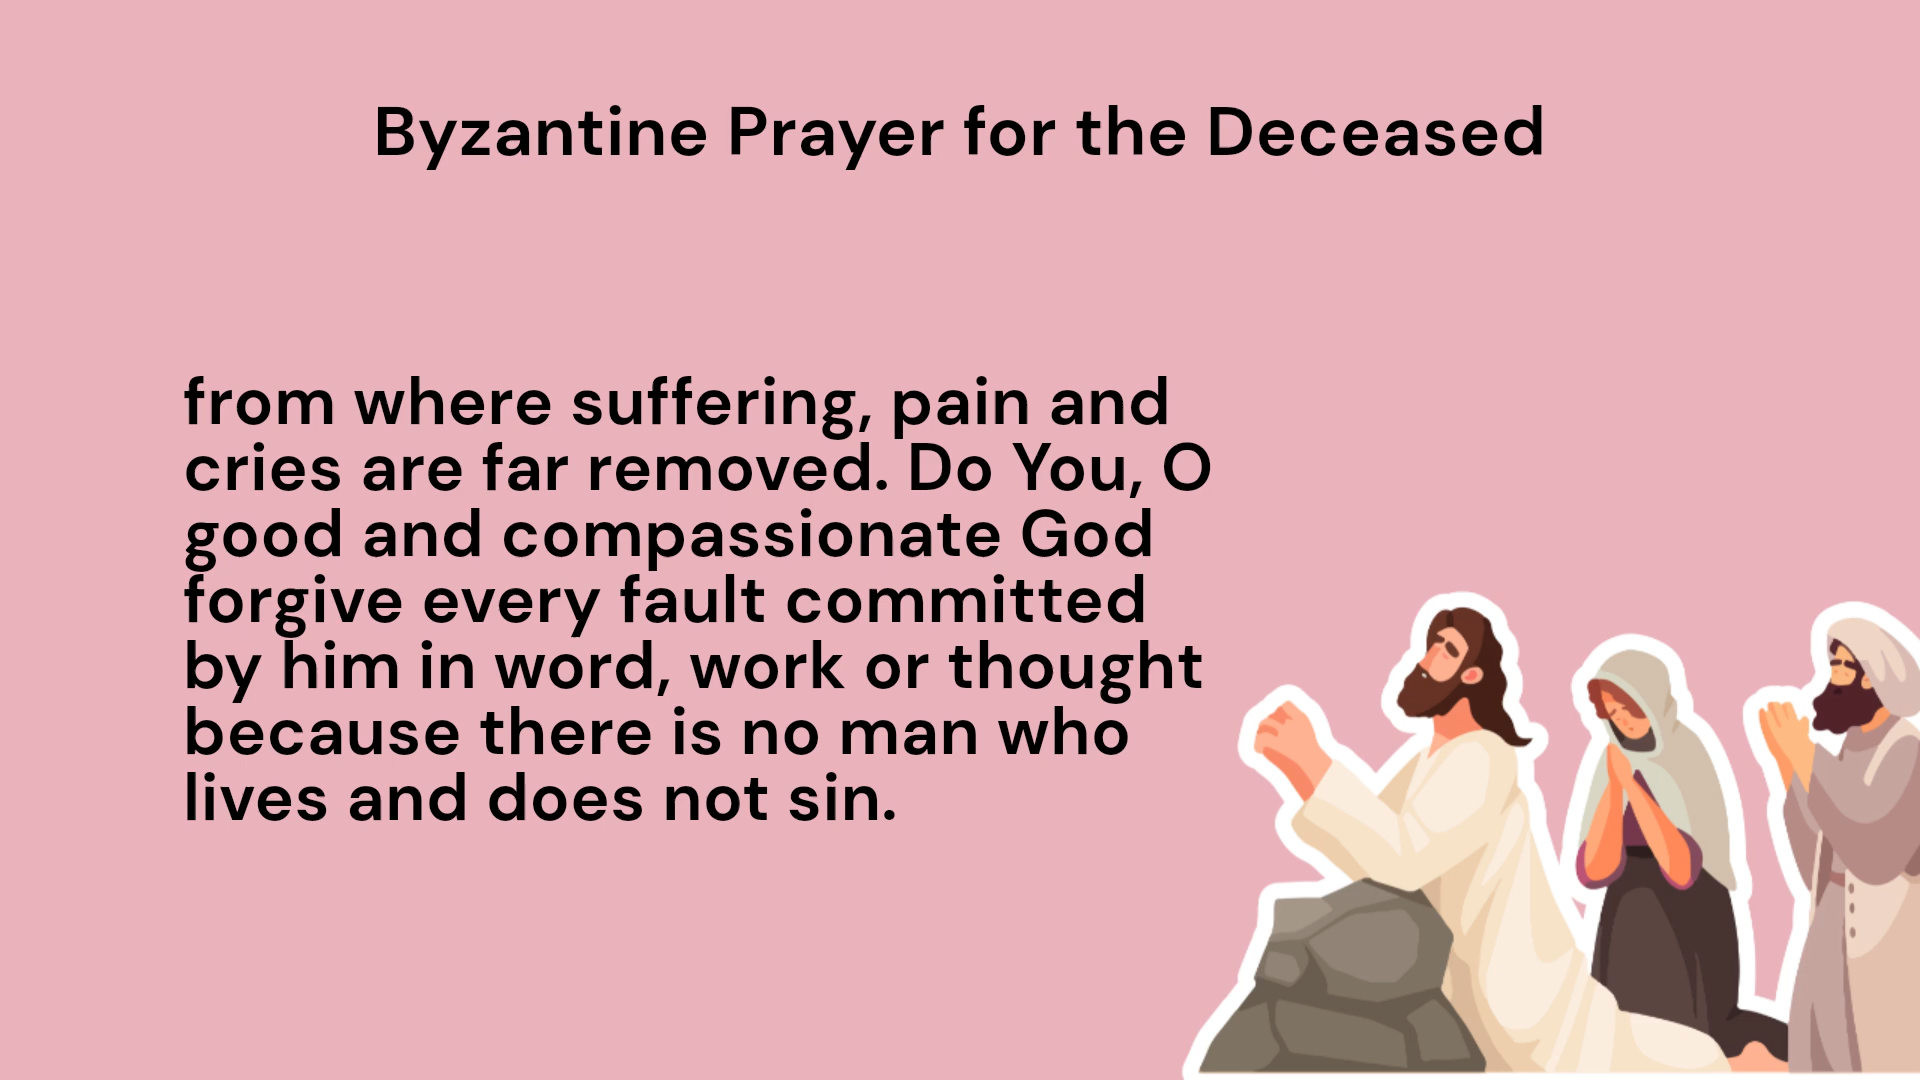 Byzantine Prayer for the Deceased
from where suffering, pain and
cries are far removed. Do You, O
good and compassionate God
forgive every fault committed
by him in word, work or thought
because there is no man who
lives and does not sin.